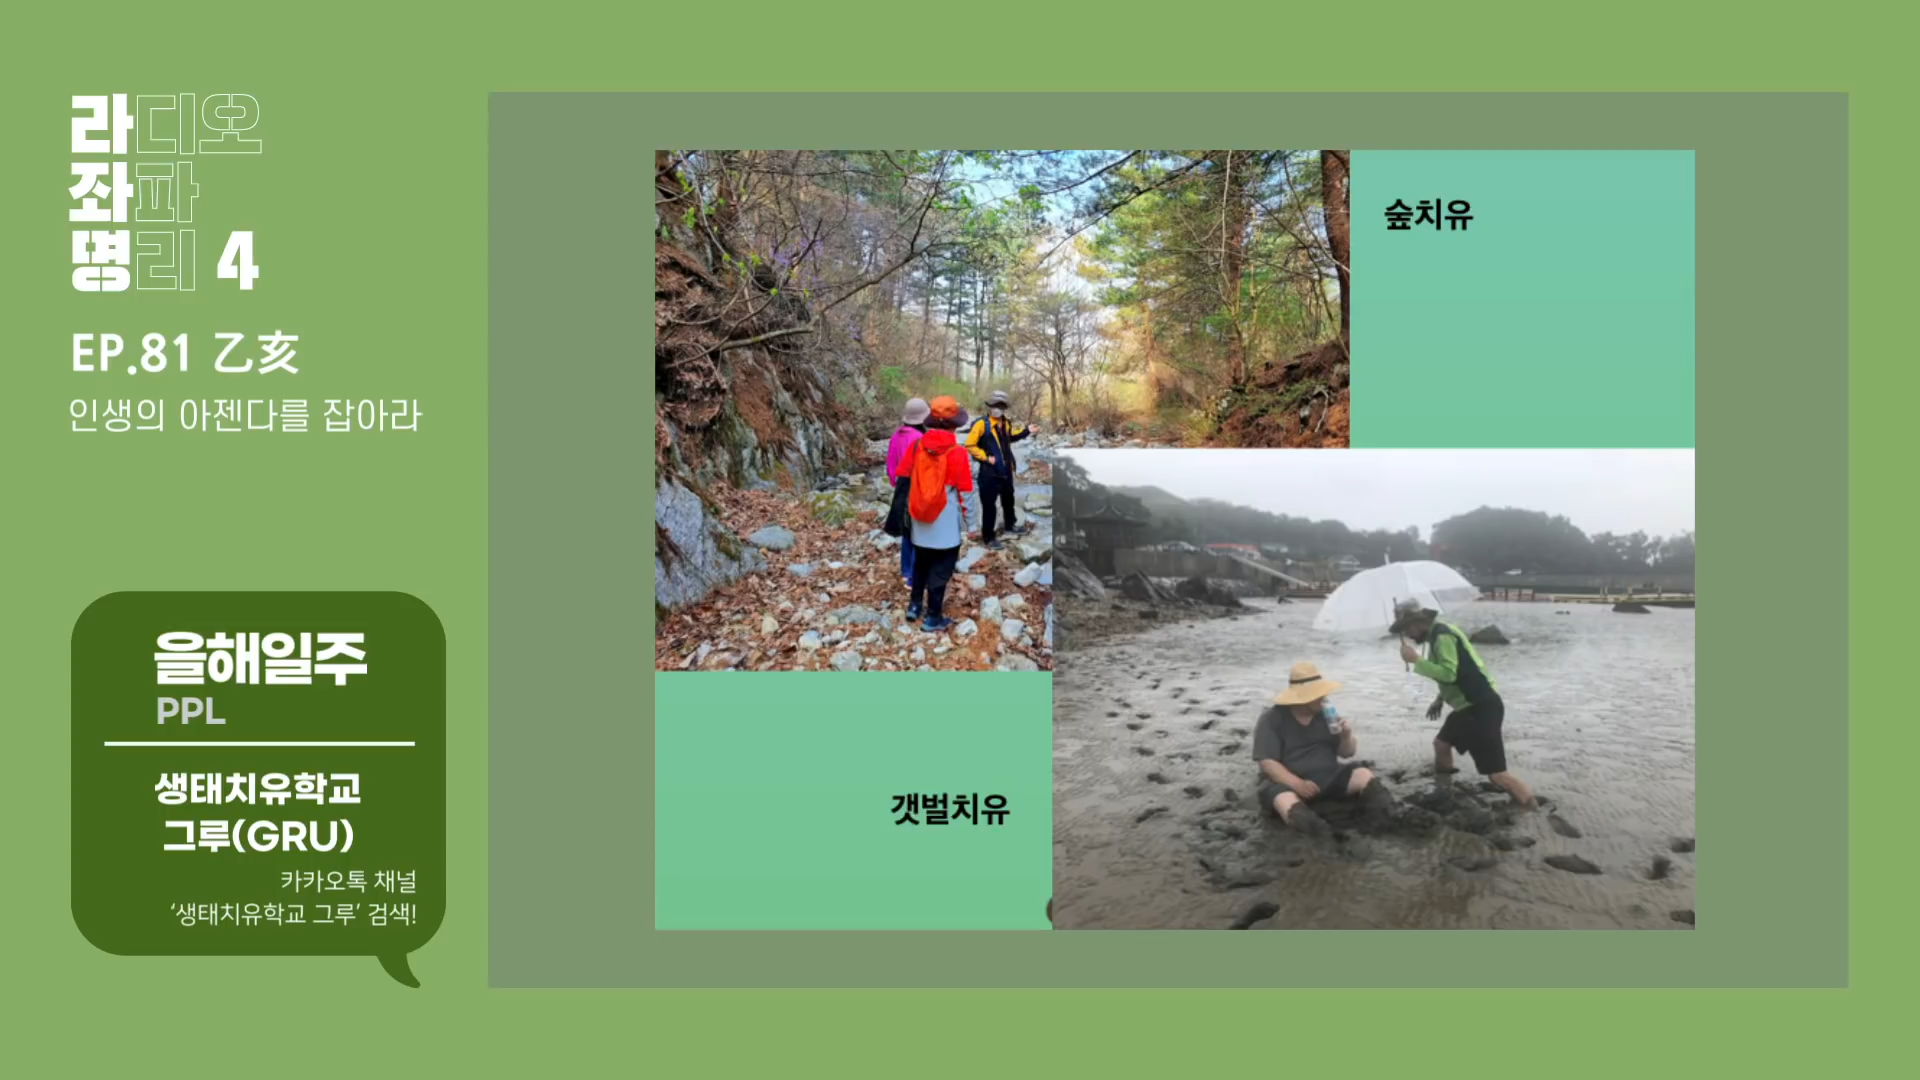 라디오
좌파
명리 4
EP.81 乙亥
인생의 아젠다를 잡아라
을해일주
PPL
생태치유학교
그루(GRU)
카카오톡 채널
‘생태치유학교 그루’ 검색!
숲치유
갯벌치유